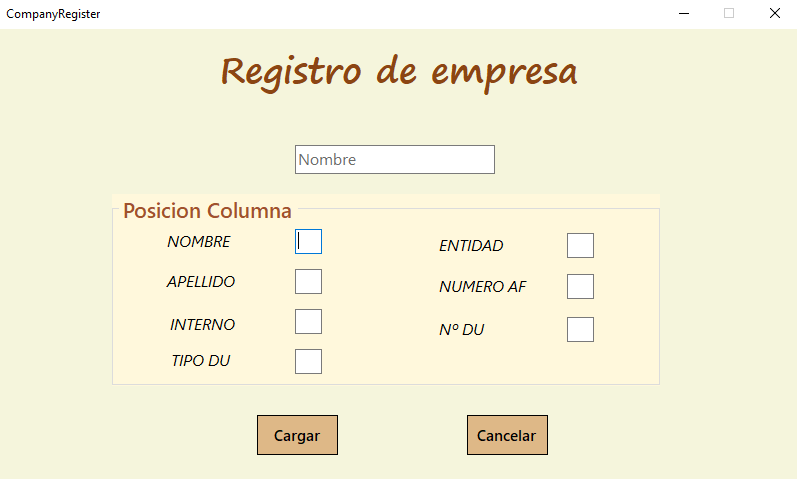 CompanyRegister
Registro de empresa
Nombre
Posicion Columna
NOMBRE
APELLIDO
INTERNO
TIPO DU
ENTIDAD
NUMERO AF
Nº DU
Cargar
Cancelar